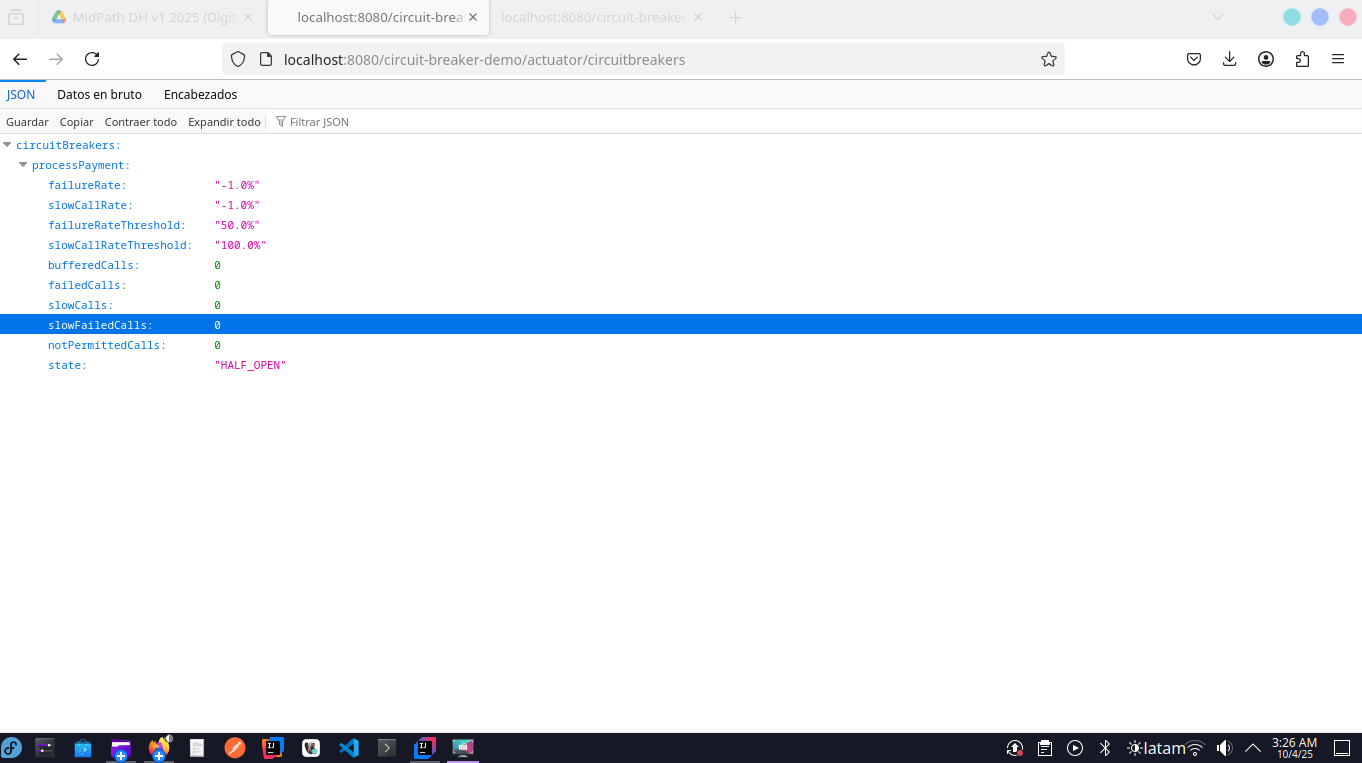 MidPath DH v1 2025 (Digit
localhost:8080/circuit-brea
localhost:8080/circuit-breaker
localhost:8080/circuit-breaker-demo/actuator/circuitbreakers
JSON Datos en bruto Encabezados
Guardar Copiar Contraer todo Expandir todo Filtrar JSON
circuitBreakers:
processPayment:
failureRate: "-1.0%"
slowCallRate: "-1.0%"
failureRateThreshold: "50.0%"
slowCallRateThreshold: "100.0%"
bufferedCalls: 0
failedCalls: 0
slowCalls: 0
slowFailedCalls: 0
notPermittedCalls: 0
state: "HALF_OPEN"
latam
3:26 AM
10/4/25